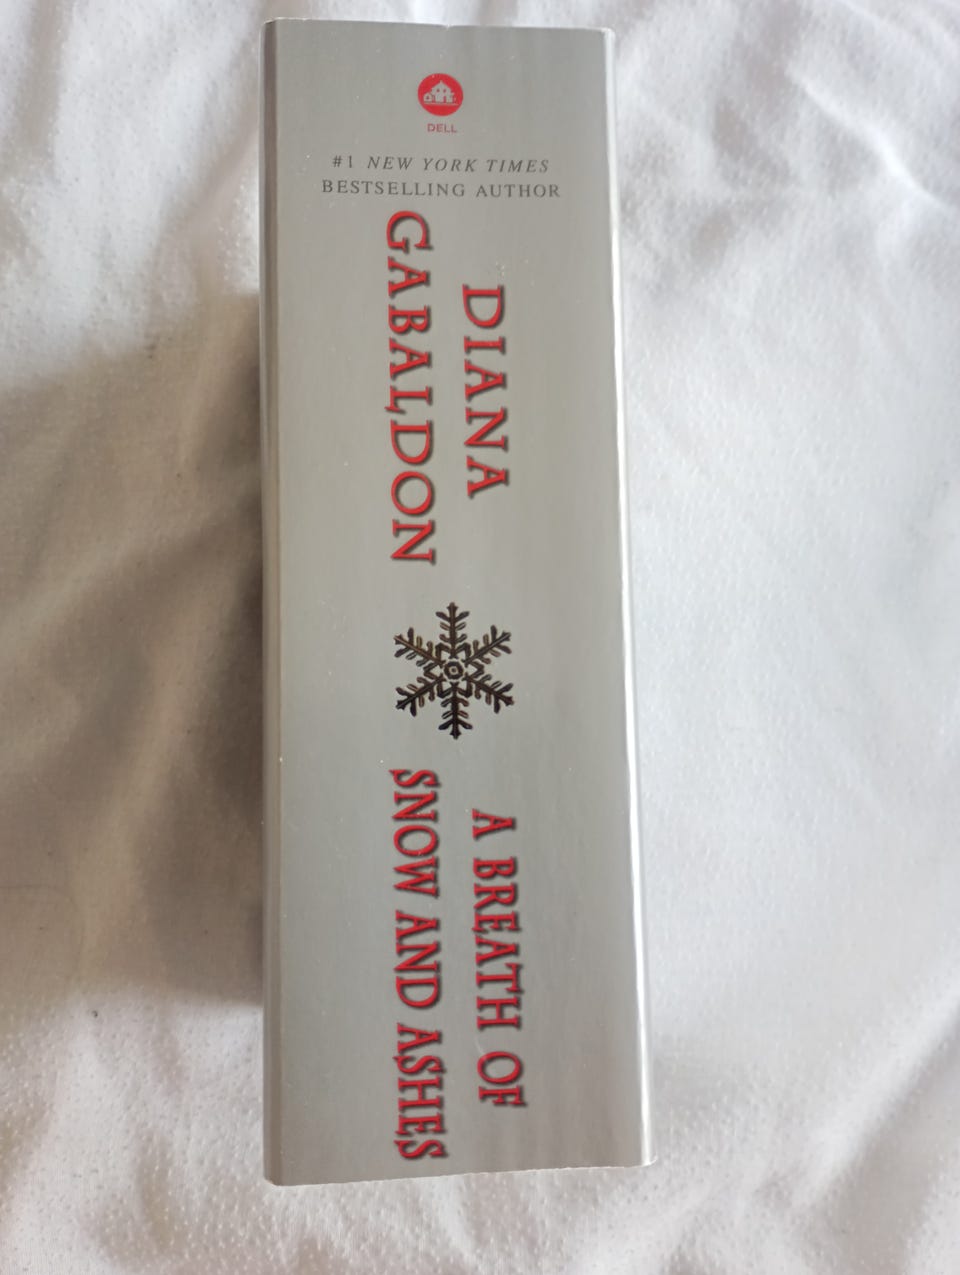 DELL
#1 NEW YORK TIMES
BESTSELLING AUTHOR
DIANA
GABALDON
A BREATH OF
SNOW AND ASHES